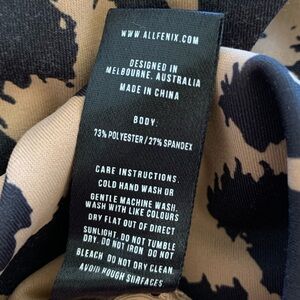 WWW.ALLFENIX.COM
DESIGNED IN
MELBOURNE, AUSTRALIA
MADE IN CHINA
BODY:
73% POLYESTER / 27% SPANDEX
CARE INSTRUCTIONS:
COLD HAND WASH OR
GENTLE MACHINE WASH.
WASH WITH LIKE COLOURS
DRY FLAT OUT OF DIRECT
SUNLIGHT. DO NOT TUMBLE
DRY. DO NOT IRON. DO NOT
BLEACH. DO NOT DRY CLEAN.
AVOID ROUGH SURFACES